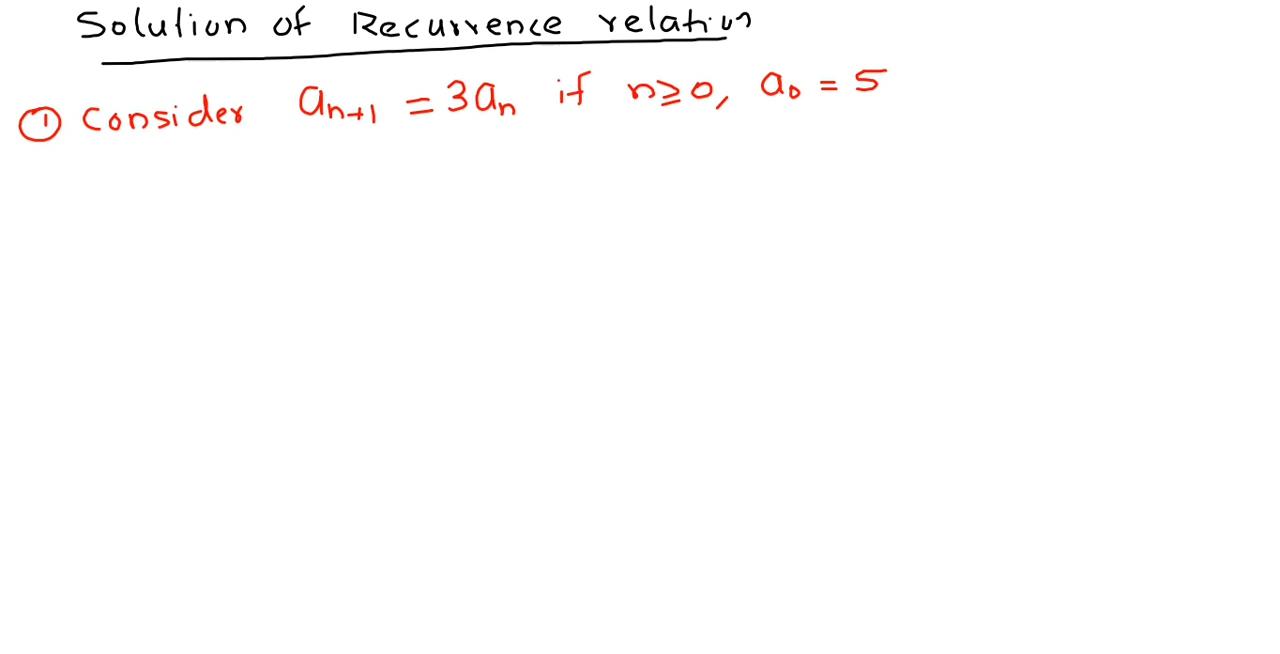 Solution of Recurrence relation
① Consider aₙ₊₁ = 3aₙ if n≥0, a₀ = 5